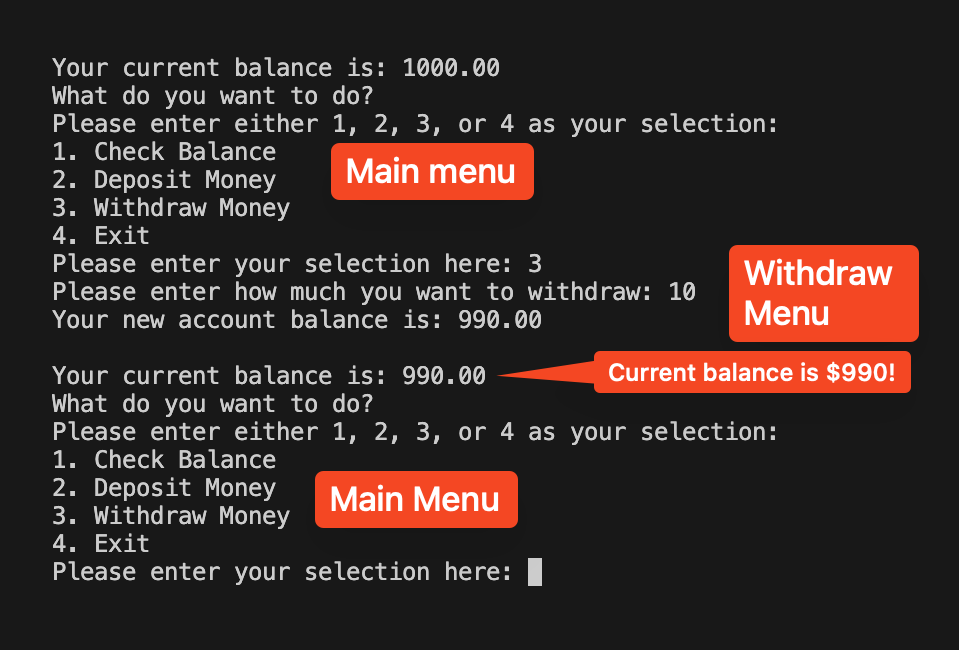 Your current balance is: 1000.00
What do you want to do?
Please enter either 1, 2, 3, or 4 as your selection:
1. Check Balance
Main menu
2. Deposit Money
3. Withdraw Money
4. Exit
Please enter your selection here: 3
Withdraw
Menu
Please enter how much you want to withdraw: 10
Your new account balance is: 990.00
Your current balance is: 990.00
Current balance is $990!
What do you want to do?
Please enter either 1, 2, 3, or 4 as your selection:
1. Check Balance
2. Deposit Money
Main Menu
3. Withdraw Money
4. Exit
Please enter your selection here: